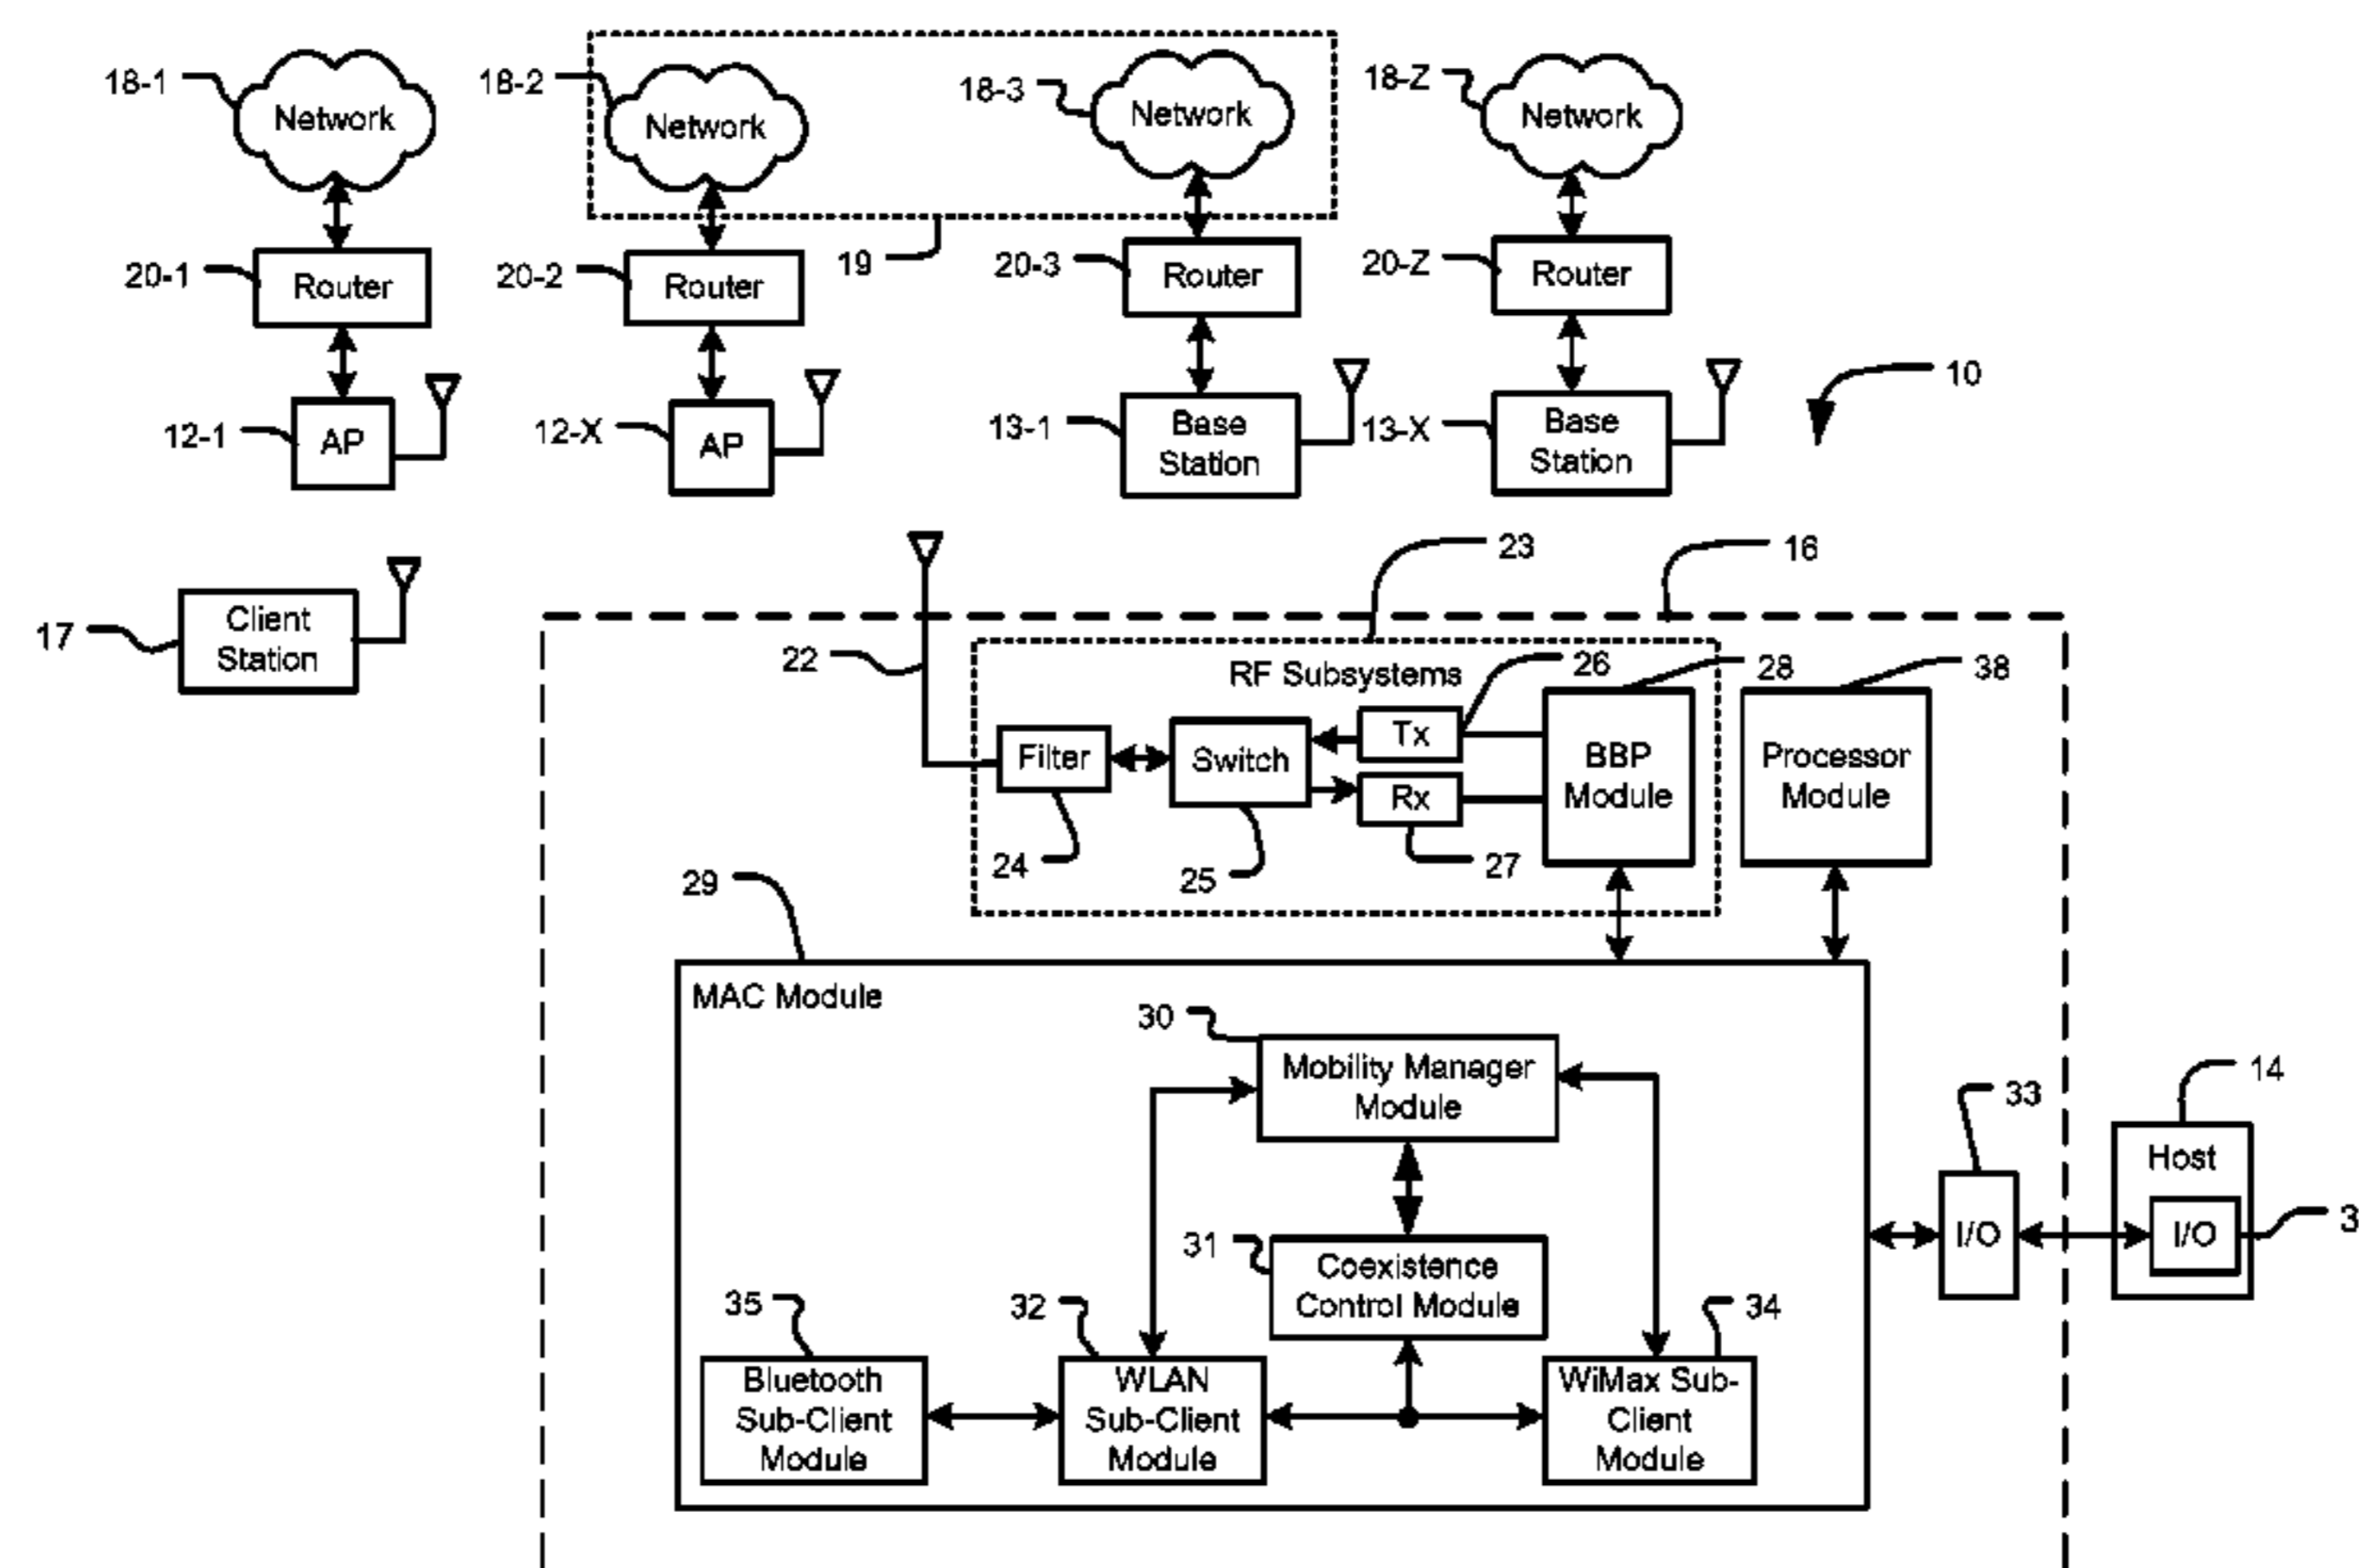 18-1
Network
18-2
Network
18-3
Network
18-Z
Network
20-1
Router
20-2
Router
19
20-3
Router
20-Z
Router
12-1
AP
12-X
AP
13-1
Base
Station
13-X
Base
Station
10
17
Client
Station
22
23
16
RF Subsystems
26
28
38
Filter
Switch
Tx
Rx
BBP
Module
Processor
Module
24
25
27
29
MAC Module
30
Mobility Manager
Module
31
Coexistence
Control Module
35
Bluetooth
Sub-Client
Module
32
WLAN
Sub-Client
Module
34
WiMax Sub-
Client
Module
33
I/O
14
Host
I/O
3